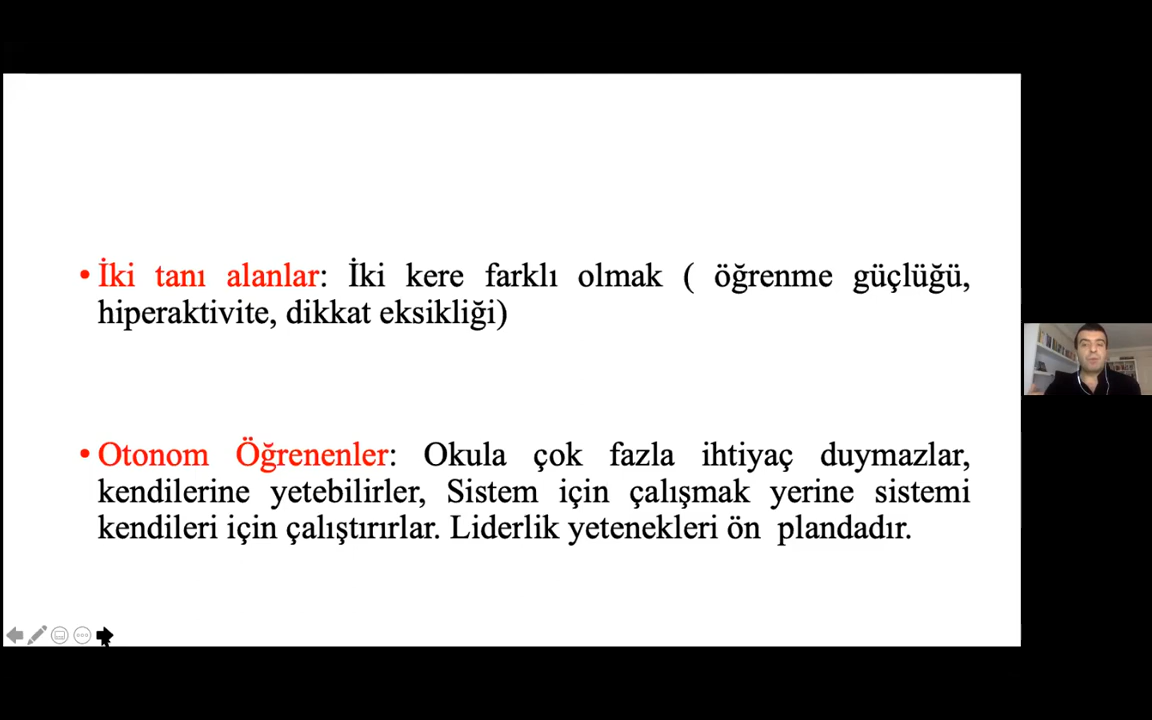 • İki tanı alanlar: İki kere farklı olmak ( öğrenme güçlüğü,
hiperaktivite, dikkat eksikliği)
• Otonom Öğrenenler: Okula çok fazla ihtiyaç duymazlar,
kendilerine yetebilirler, Sistem için çalışmak yerine sistemi
kendileri için çalıştırırlar. Liderlik yetenekleri ön plandadır.